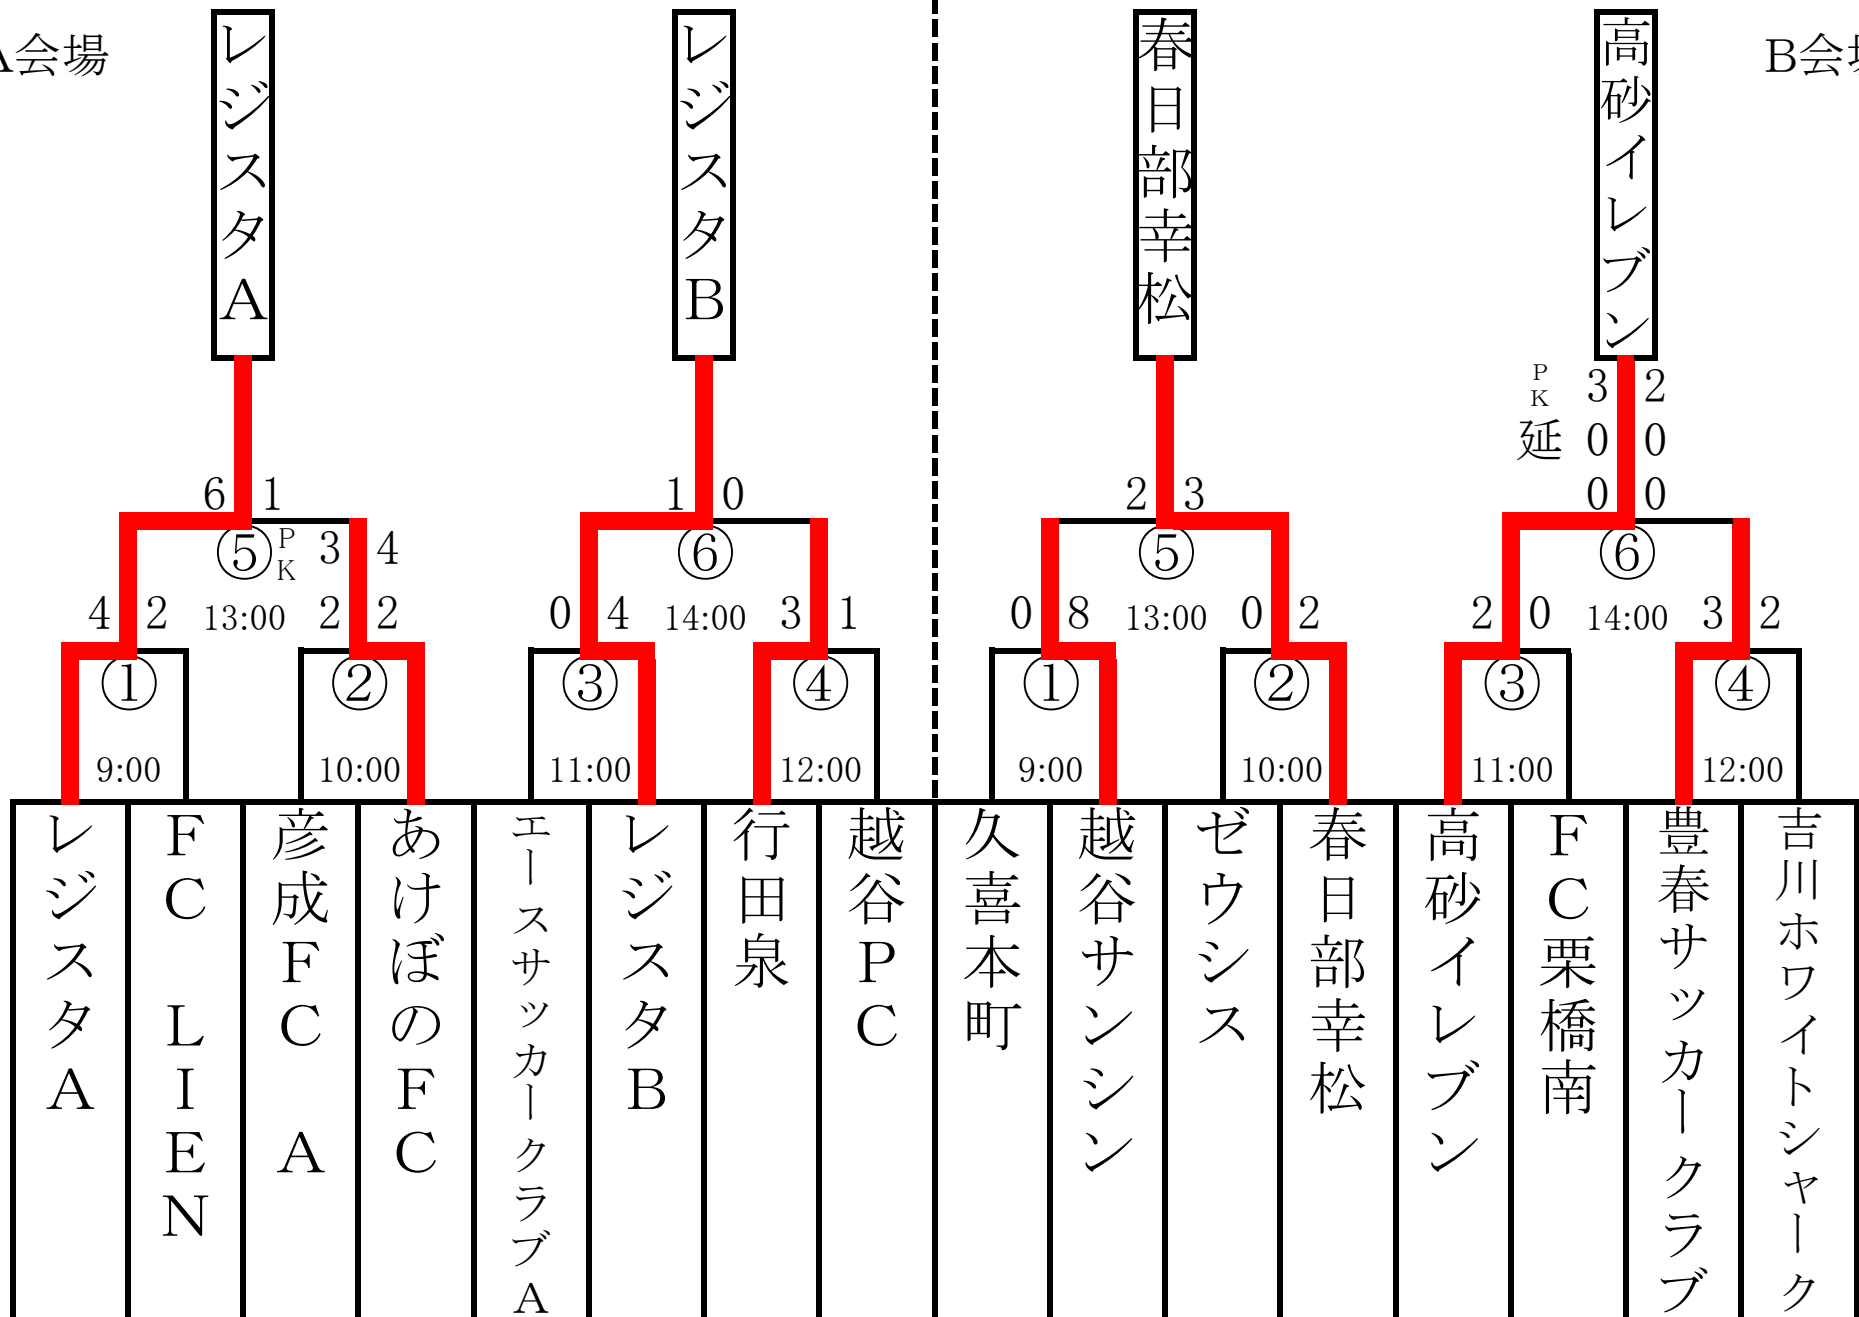 A会場
レジスタA
レジスタB
春日部幸松
高砂イレブン
B会場
PK 3 2
延 0 0
0 0
6 1
1 0
2 3
⑤
PK 3 4
⑥
⑤
⑥
4 2
13:00
2 2
0 4
14:00
3 1
0 8
13:00
0 2
2 0
14:00
3 2
①
②
③
④
①
②
③
④
9:00
10:00
11:00
12:00
9:00
10:00
11:00
12:00
レジスタA
FC LIEN
彦成FC A
あけぼのFC
エースサッカークラブA
レジスタB
行田泉
越谷PC
久喜本町
越谷サンシン
ゼウシス
春日部幸松
高砂イレブン
FC栗橋南
豊春サッカークラブ
吉川ホワイトシャーク